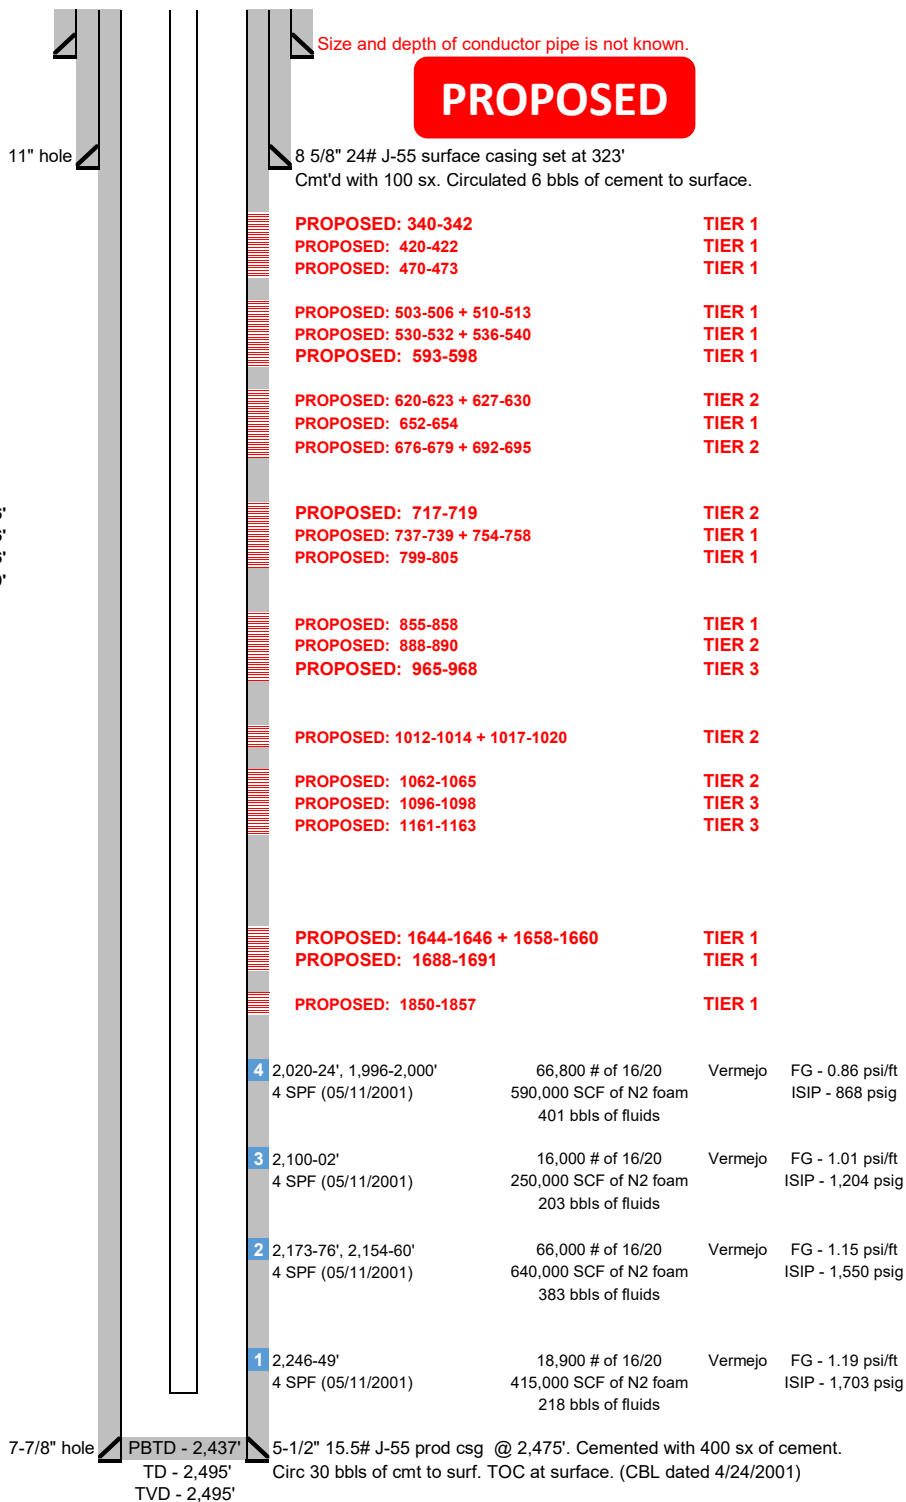 Size and depth of conductor pipe is not known.
PROPOSED
11" hole
8 5/8" 24# J-55 surface casing set at 323'
Cmt'd with 100 sx. Circulated 6 bbls of cement to surface.
PROPOSED: 340-342 TIER 1
PROPOSED: 420-422 TIER 1
PROPOSED: 470-473 TIER 1
PROPOSED: 503-506 + 510-513 TIER 1
PROPOSED: 530-532 + 536-540 TIER 1
PROPOSED: 593-598 TIER 1
PROPOSED: 620-623 + 627-630 TIER 2
PROPOSED: 652-654 TIER 1
PROPOSED: 676-679 + 692-695 TIER 2
PROPOSED: 717-719 TIER 2
PROPOSED: 737-739 + 754-758 TIER 1
PROPOSED: 799-805 TIER 1
PROPOSED: 855-858 TIER 1
PROPOSED: 888-890 TIER 2
PROPOSED: 965-968 TIER 3
PROPOSED: 1012-1014 + 1017-1020 TIER 2
PROPOSED: 1062-1065 TIER 2
PROPOSED: 1096-1098 TIER 3
PROPOSED: 1161-1163 TIER 3
PROPOSED: 1644-1646 + 1658-1660 TIER 1
PROPOSED: 1688-1691 TIER 1
PROPOSED: 1850-1857 TIER 1
4 2,020-24', 1,996-2,000' 66,800 # of 16/20 Vermejo FG - 0.86 psi/ft
4 SPF (05/11/2001) 590,000 SCF of N2 foam ISIP - 868 psig
401 bbls of fluids
3 2,100-02' 16,000 # of 16/20 Vermejo FG - 1.01 psi/ft
4 SPF (05/11/2001) 250,000 SCF of N2 foam ISIP - 1,204 psig
203 bbls of fluids
2 2,173-76', 2,154-60' 66,000 # of 16/20 Vermejo FG - 1.15 psi/ft
4 SPF (05/11/2001) 640,000 SCF of N2 foam ISIP - 1,550 psig
383 bbls of fluids
1 2,246-49' 18,900 # of 16/20 Vermejo FG - 1.19 psi/ft
4 SPF (05/11/2001) 415,000 SCF of N2 foam ISIP - 1,703 psig
218 bbls of fluids
7-7/8" hole PBTD - 2,437' 5-1/2" 15.5# J-55 prod csg @ 2,475'. Cemented with 400 sx of cement.
TD - 2,495' Circ 30 bbls of cmt to surf. TOC at surface. (CBL dated 4/24/2001)
TVD - 2,495'